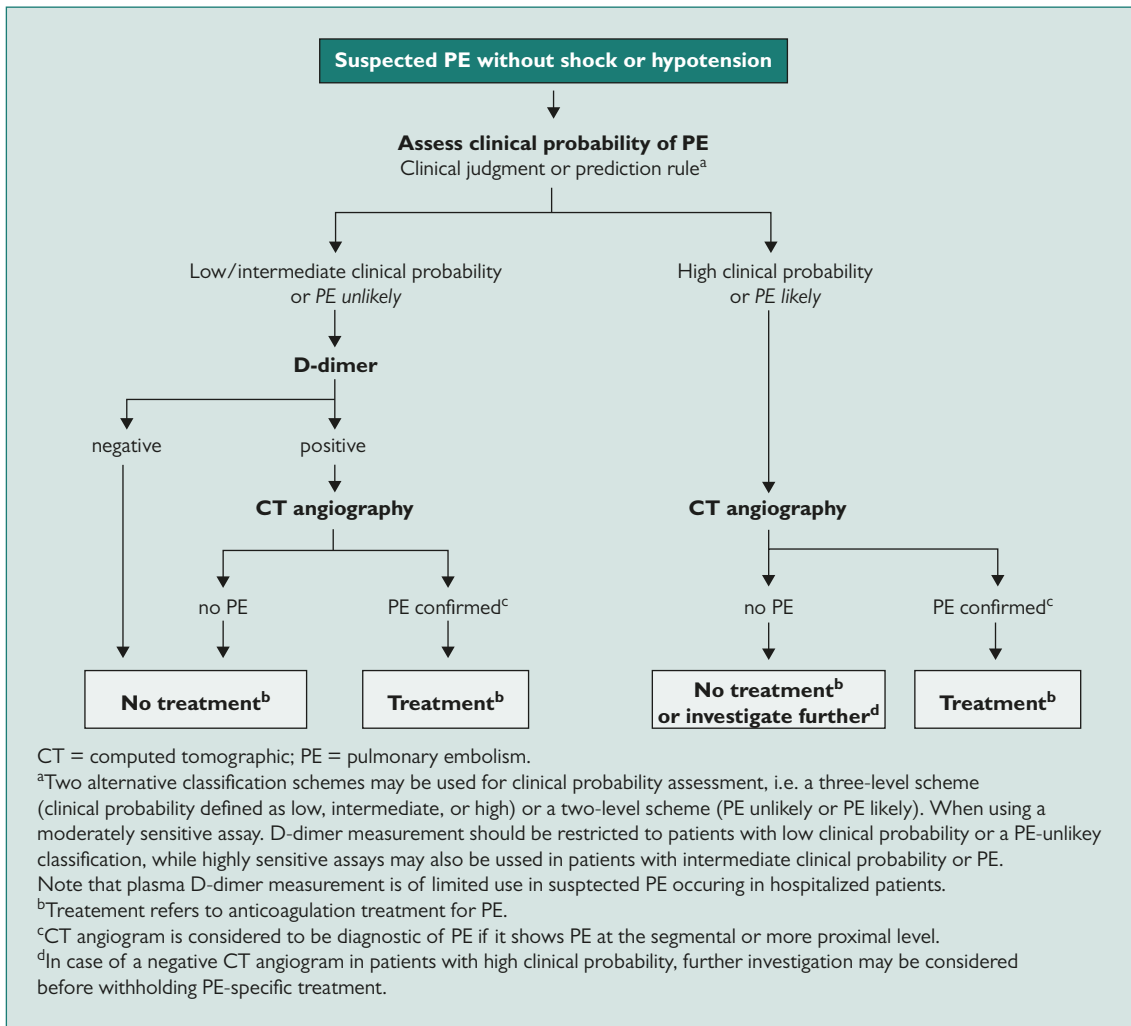 Suspected PE without shock or hypotension
Assess clinical probability of PE
Clinical judgment or prediction ruleᵃ
Low/intermediate clinical probability
or PE unlikely
High clinical probability
or PE likely
D-dimer
negative
positive
CT angiography
CT angiography
no PE
PE confirmedᶜ
no PE
PE confirmedᶜ
No treatmentᵇ
Treatmentᵇ
No treatmentᵇ
or investigate furtherᵈ
Treatmentᵇ
CT = computed tomographic; PE = pulmonary embolism.
ᵃTwo alternative classification schemes may be used for clinical probability assessment, i.e. a three-level scheme
(clinical probability defined as low, intermediate, or high) or a two-level scheme (PE unlikely or PE likely). When using a
moderately sensitive assay. D-dimer measurement should be restricted to patients with low clinical probability or a PE-unlikey
classification, while highly sensitive assays may also be ussed in patients with intermediate clinical probability or PE.
Note that plasma D-dimer measurement is of limited use in susptected PE occuring in hospitalized patients.
ᵇTreatement refers to anticoagulation treatment for PE.
ᶜCT angiogram is considered to be diagnostic of PE if it shows PE at the segmental or more proximal level.
ᵈIn case of a negative CT angiogram in patients with high clinical probability, further investigation may be considered
before withholding PE-specific treatment.